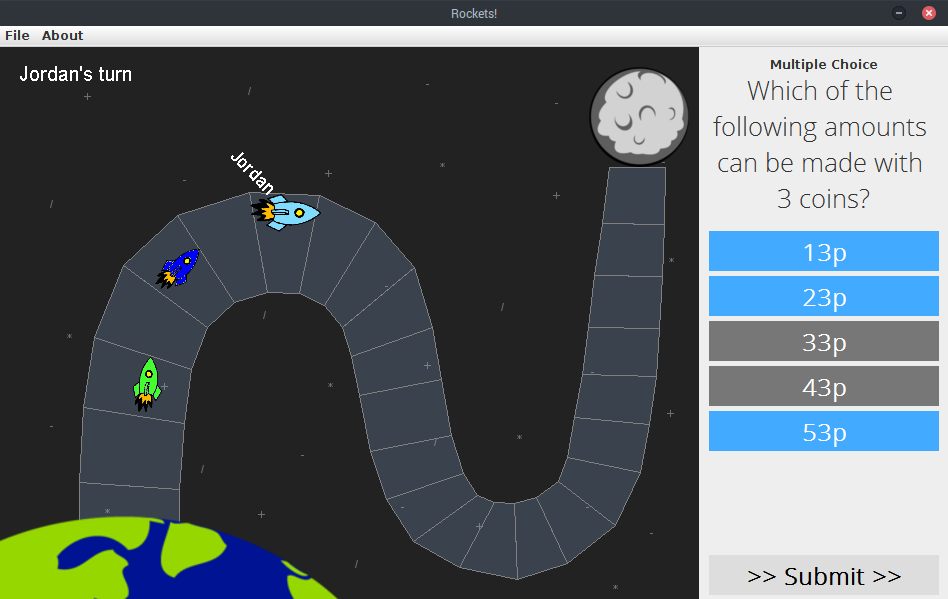 Rockets!
File About
Jordan's turn
Jordan
Multiple Choice
Which of the
following amounts
can be made with
3 coins?
13p
23p
33p
43p
53p
>> Submit >>